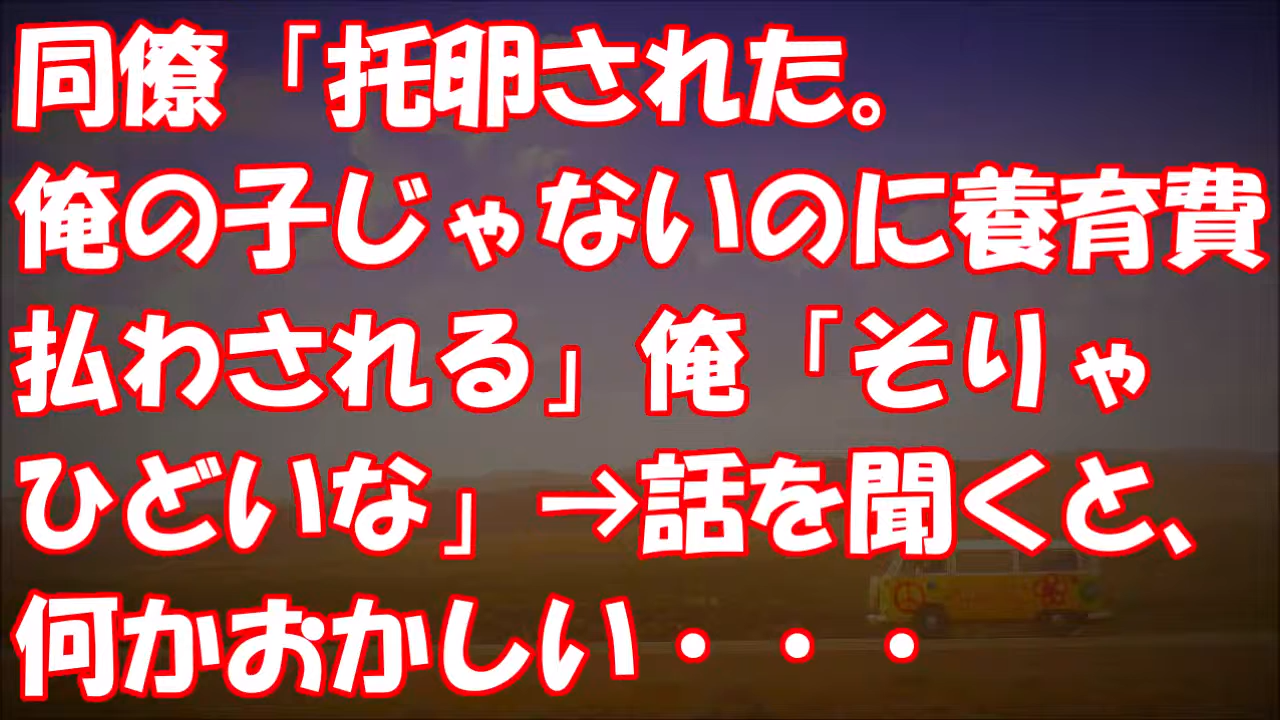 同僚「托卵された。
俺の子じゃないのに養育費
払わされる」俺「そりゃ
ひどいな」→話を聞くと、
何かおかしい・・・